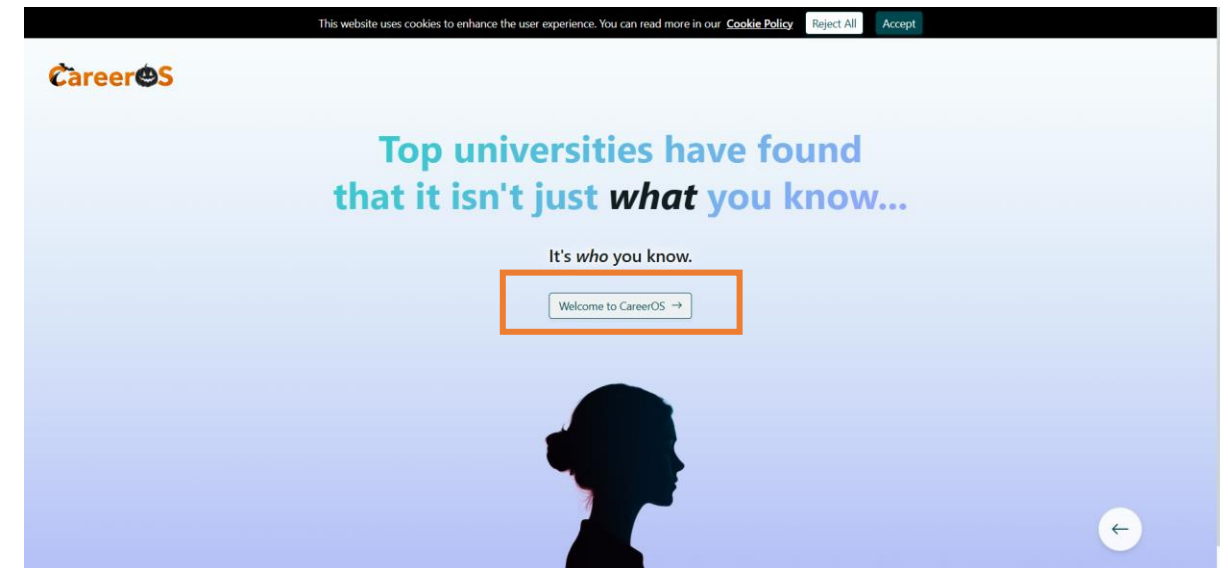 This website uses cookies to enhance the user experience. You can read more in our Cookie Policy Reject All Accept
CareerOS
Top universities have found
that it isn't just what you know...
It's who you know.
Welcome to CareerOS →
←